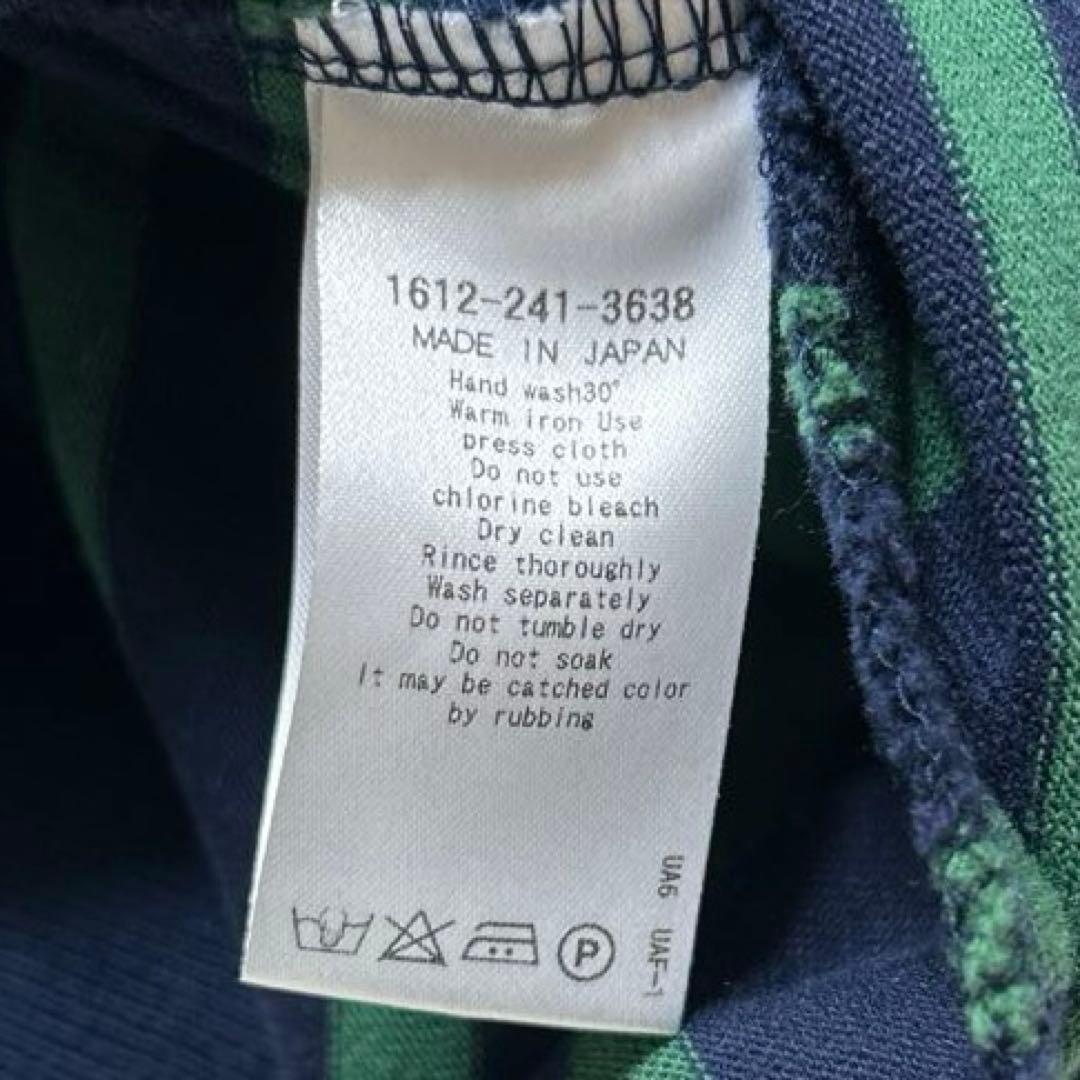 1612-241-3638
MADE IN JAPAN
Hand wash30°
Warm iron Use
press cloth
Do not use
chlorine bleach
Dry clean
Rince thoroughly
Wash separately
Do not tumble dry
Do not soak
It may be catched color
by rubbing
UA6 UAF-1
P